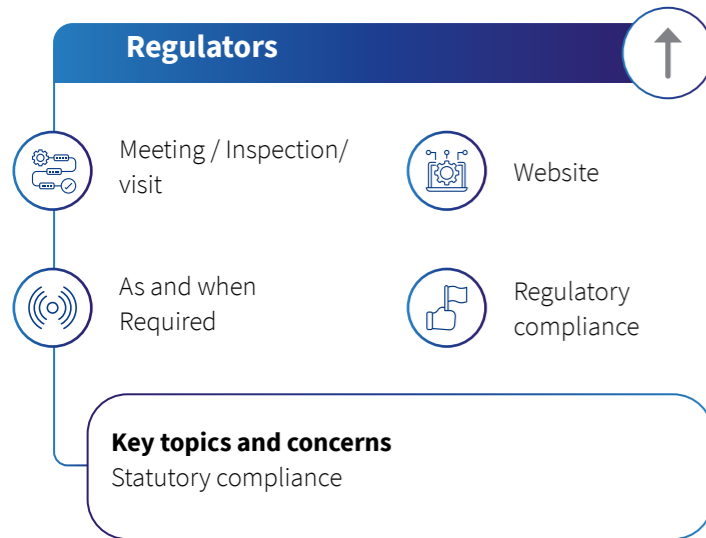 Regulators
Meeting / Inspection/
visit
Website
As and when
Required
Regulatory
compliance
Key topics and concerns
Statutory compliance